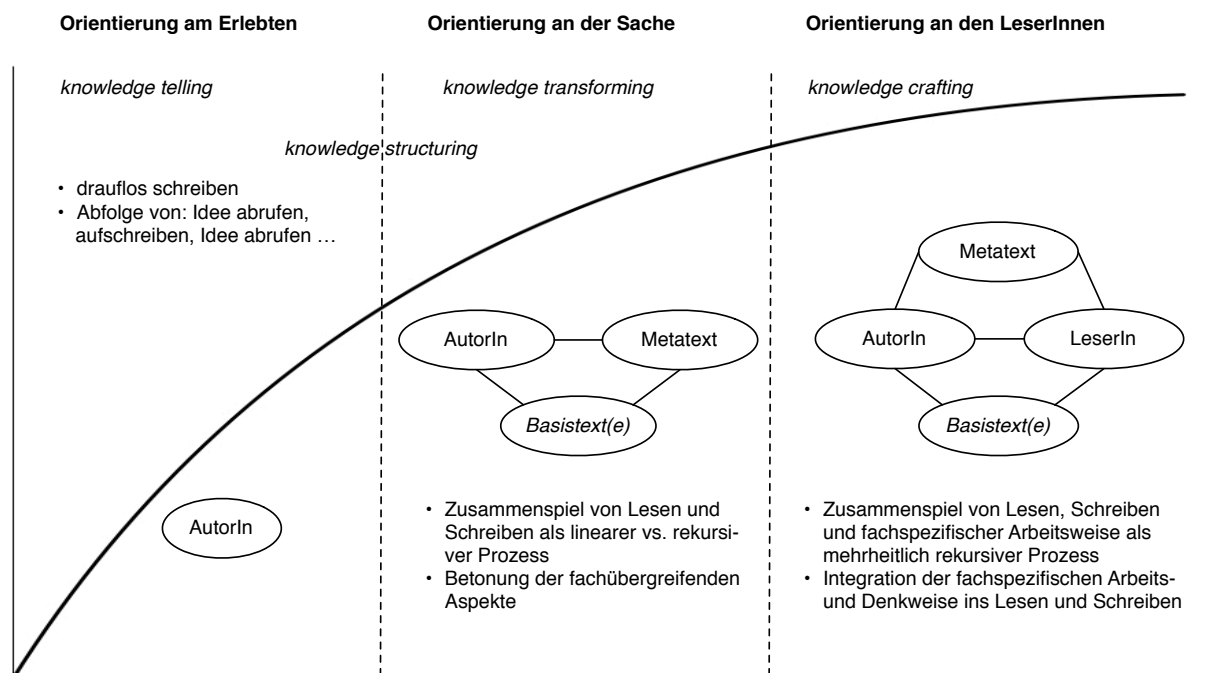 Orientierung am Erlebten
Orientierung an der Sache
Orientierung an den LeserInnen
knowledge telling
knowledge transforming
knowledge crafting
knowledge structuring
• drauflos schreiben
• Abfolge von: Idee abrufen,
aufschreiben, Idee abrufen …
AutorIn
AutorIn
Metatext
Basistext(e)
• Zusammenspiel von Lesen und
Schreiben als linearer vs. rekursi-
ver Prozess
• Betonung der fachübergreifenden
Aspekte
Metatext
AutorIn
LeserIn
Basistext(e)
• Zusammenspiel von Lesen, Schreiben
und fachspezifischer Arbeitsweise als
mehrheitlich rekursiver Prozess
• Integration der fachspezifischen Arbeits-
und Denkweise ins Lesen und Schreiben